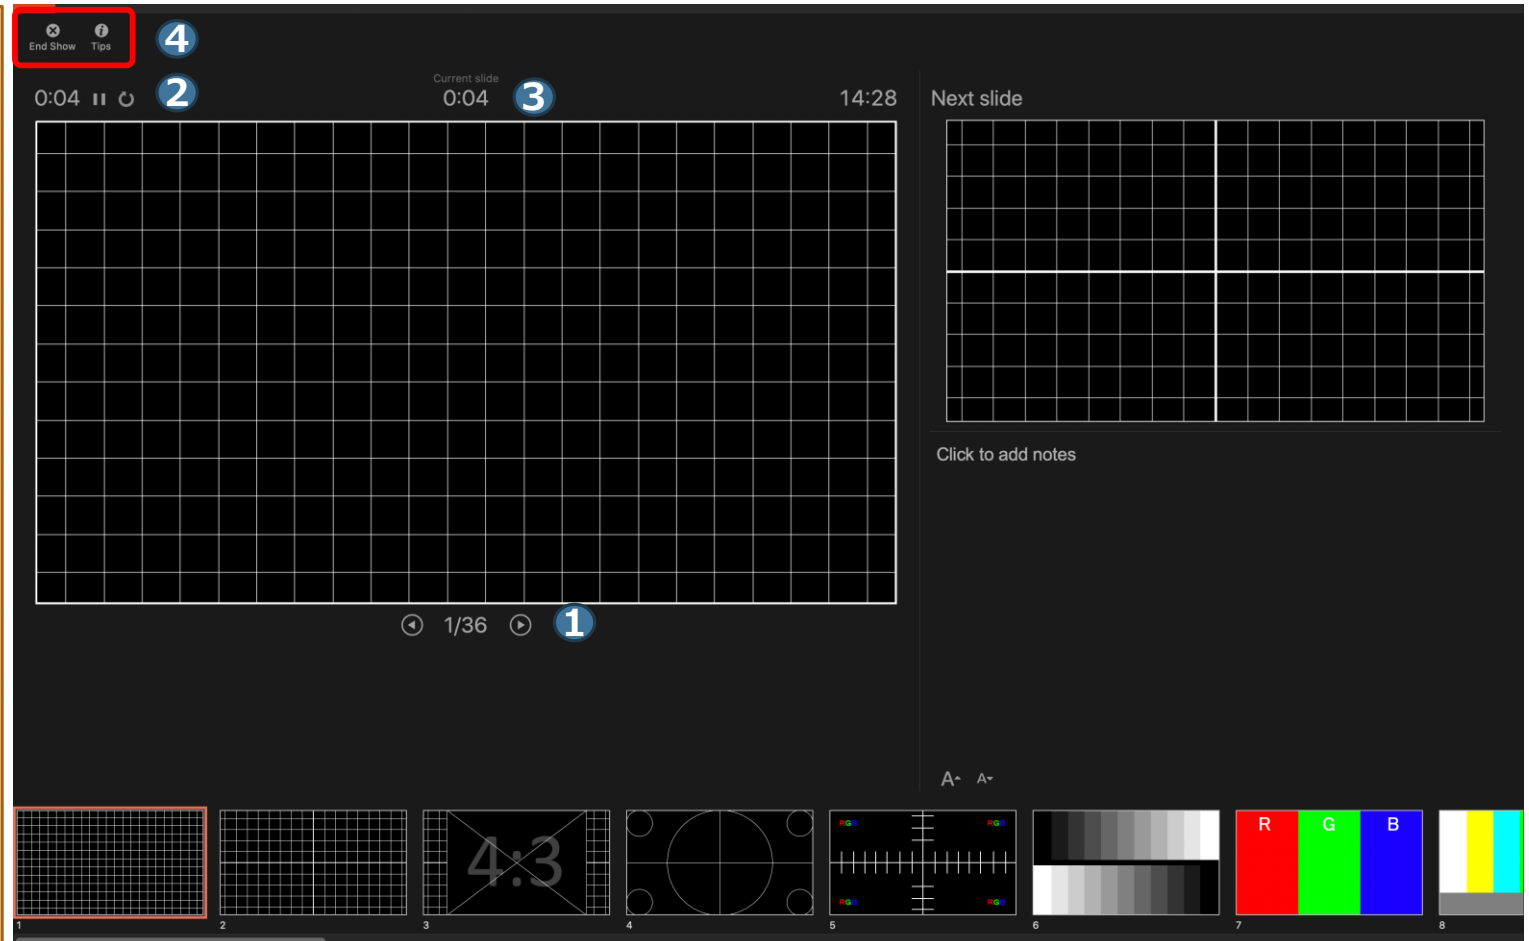 End Show Tips
4
Current slide
0:04
2
0:04
3
14:28
Next slide
1/36
1
Click to add notes
A A
4:3
RGB RGB
RGB RGB
R G B
1 2 3 4 5 6 7 8